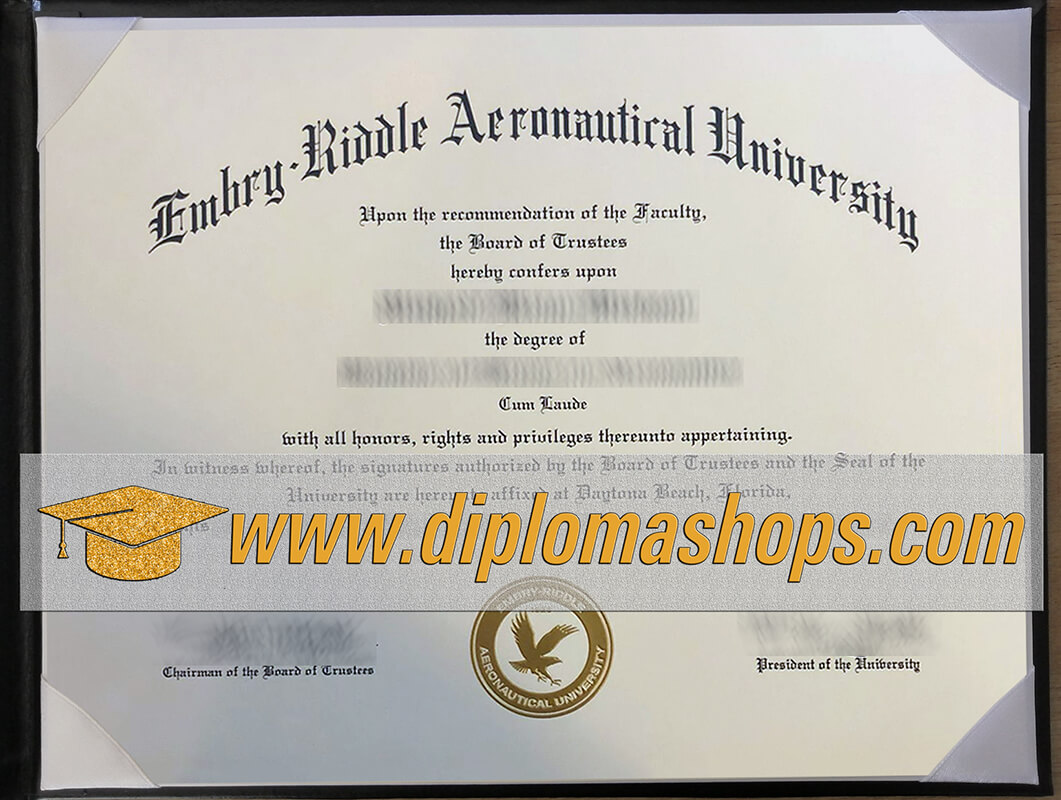 Embry-Riddle Aeronautical University
Upon the recommendation of the Faculty,
the Board of Trustees
hereby confers upon
the degree of
Cum Laude
with all honors, rights and privileges thereunto appertaining.
In witness whereof, the signatures authorized by the Board of Trustees and the Seal of the
University are hereunto affixed at Daytona Beach, Florida,
www.diplomashops.com
EMBRY-RIDDLE
AERONAUTICAL UNIVERSITY
Chairman of the Board of Trustees
President of the University